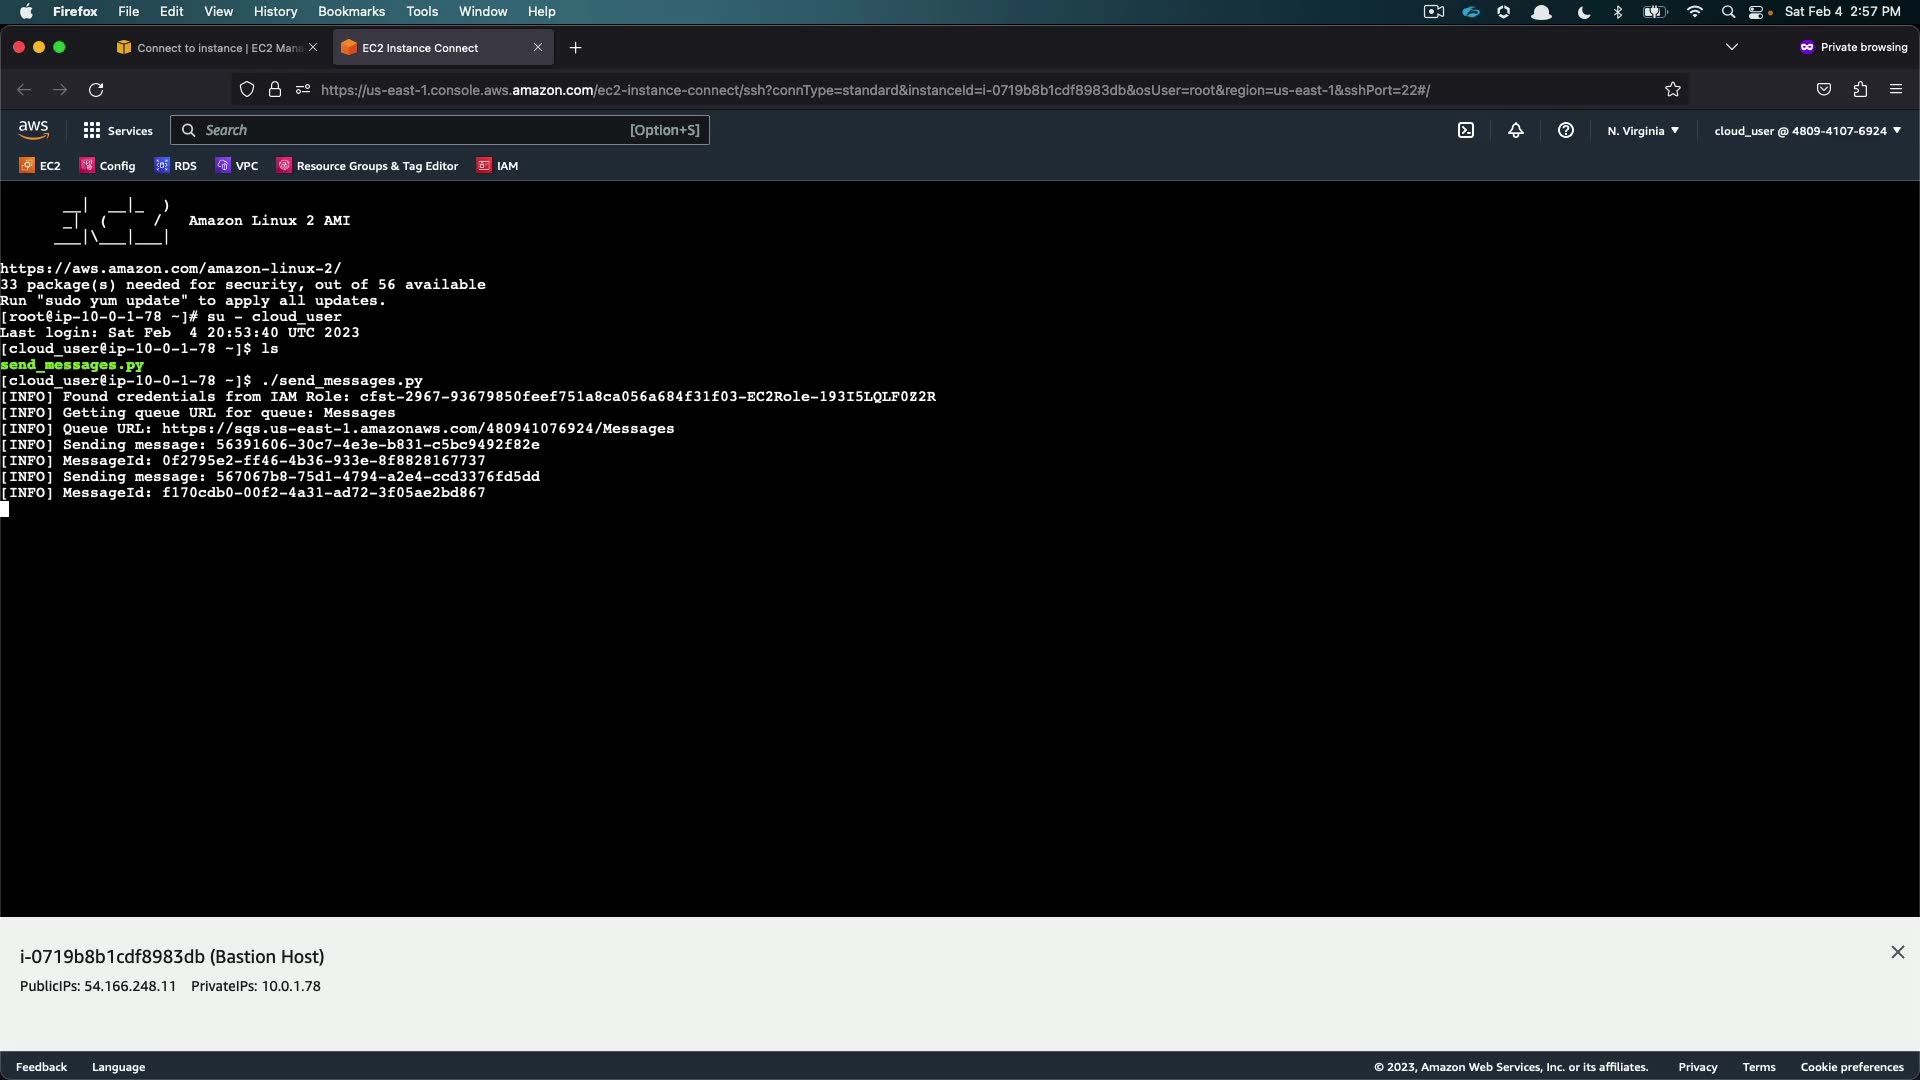 Firefox File Edit View History Bookmarks Tools Window Help Sat Feb 4 2:57 PM
Connect to instance | EC2 Mana EC2 Instance Connect Private browsing
https://us-east-1.console.aws.amazon.com/ec2-instance-connect/ssh?connType=standard&instanceId=i-0719b8b1cdf8983db&osUser=root&region=us-east-1&sshPort=22#/
aws Services Search [Option+S] N. Virginia cloud_user @ 4809-4107-6924
EC2 Config RDS VPC Resource Groups & Tag Editor IAM
__| __|_ )
_| ( / Amazon Linux 2 AMI
___|\___|___|
https://aws.amazon.com/amazon-linux-2/
33 package(s) needed for security, out of 56 available
Run "sudo yum update" to apply all updates.
[root@ip-10-0-1-78 ~]# su - cloud_user
Last login: Sat Feb  4 20:53:40 UTC 2023
[cloud_user@ip-10-0-1-78 ~]$ ls
send_messages.py
[cloud_user@ip-10-0-1-78 ~]$ ./send_messages.py
[INFO] Found credentials from IAM Role: cfst-2967-93679850feef751a8ca056a684f31f03-EC2Role-193I5LQLF0Z2R
[INFO] Getting queue URL for queue: Messages
[INFO] Queue URL: https://sqs.us-east-1.amazonaws.com/480941076924/Messages
[INFO] Sending message: 56391606-30c7-4e3e-b831-c5bc9492f82e
[INFO] MessageId: 0f2795e2-ff46-4b36-933e-8f8828167737
[INFO] Sending message: 567067b8-75d1-4794-a2e4-ccd3376fd5dd
[INFO] MessageId: f170cdb0-00f2-4a31-ad72-3f05ae2bd867
i-0719b8b1cdf8983db (Bastion Host)
PublicIPs: 54.166.248.11 PrivateIPs: 10.0.1.78
Feedback Language © 2023, Amazon Web Services, Inc. or its affiliates. Privacy Terms Cookie preferences